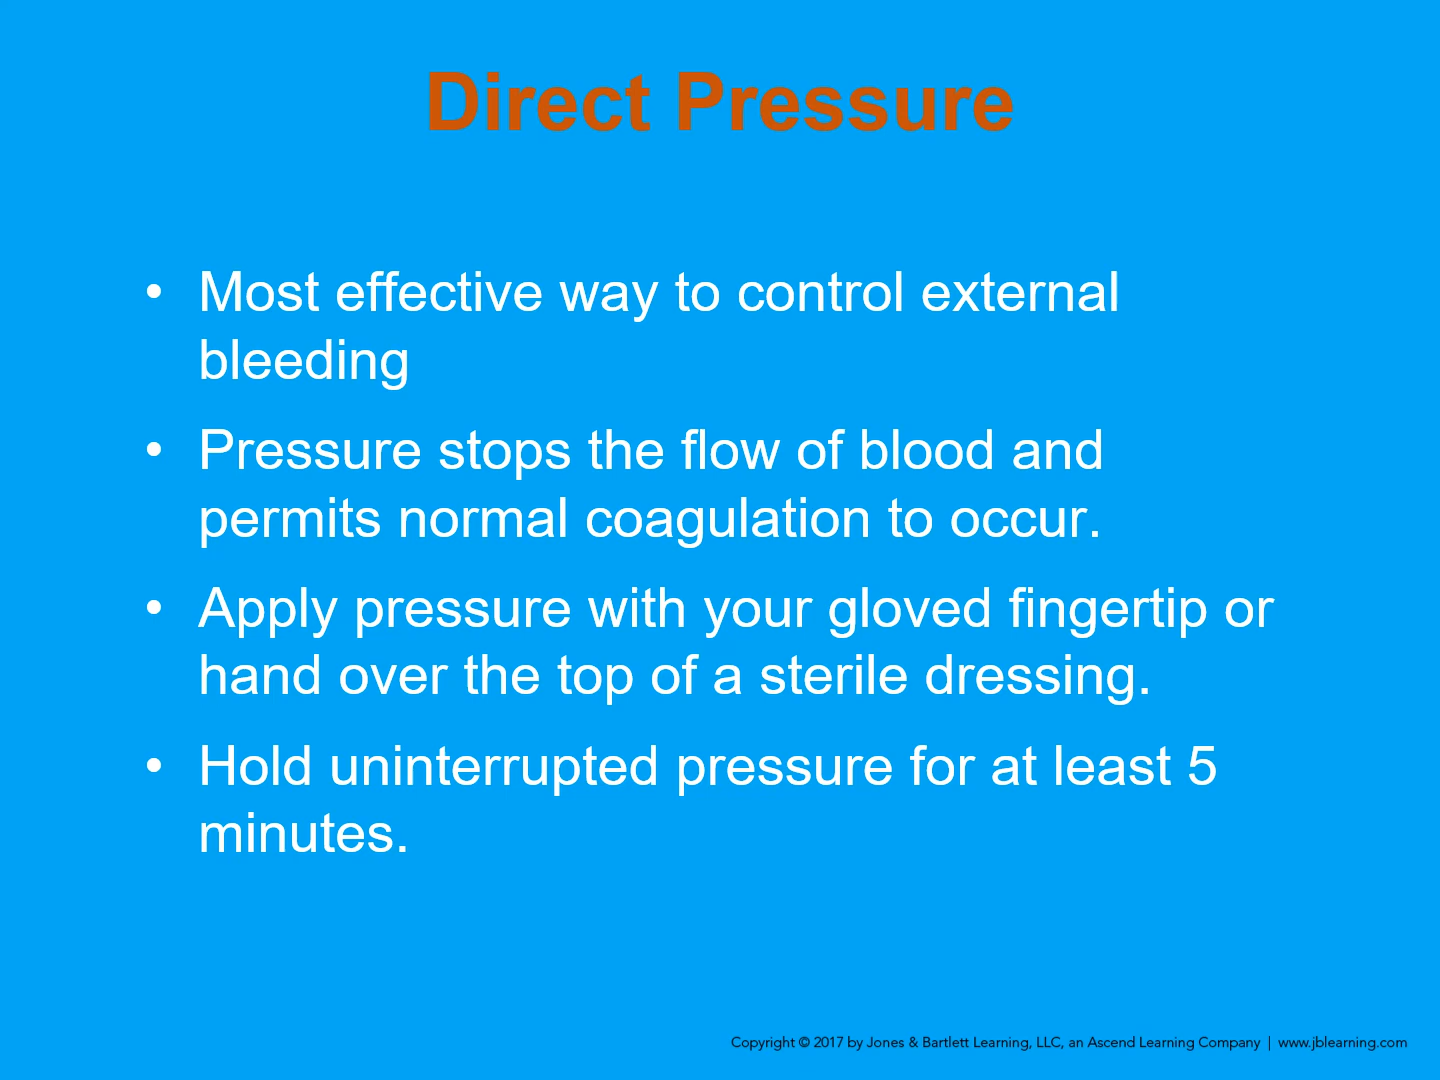 Direct Pressure
• Most effective way to control external
bleeding
• Pressure stops the flow of blood and
permits normal coagulation to occur.
• Apply pressure with your gloved fingertip or
hand over the top of a sterile dressing.
• Hold uninterrupted pressure for at least 5
minutes.
Copyright © 2017 by Jones & Bartlett Learning, LLC, an Ascend Learning Company | www.jblearning.com